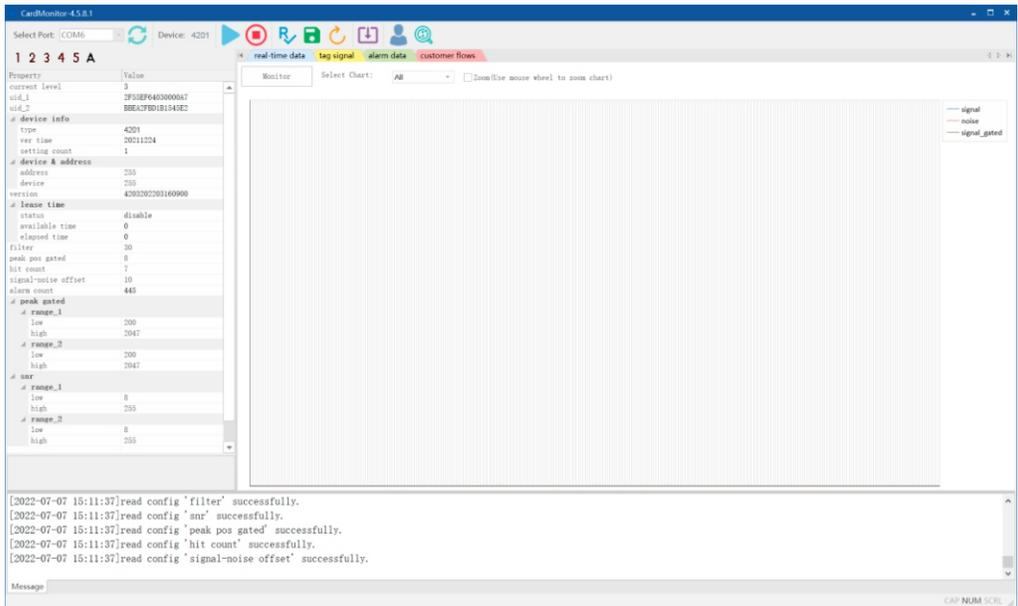 CardMonitor-4.5.8.1
Select Port: COM6 Device: 4201
1 2 3 4 5 A
real-time data tag signal alarm data customer flows
Monitor Select Chart: All Zoom(Use mouse wheel to zoom chart)
Property Value
current level 3
uid_1 2F55EF64030000A7
uid_2 BBEA2FBD1B1545E2
device info
type 4201
ver time 20211224
setting count 1
device & address
address 255
device 255
version 4203202203160900
lease time
status disable
available time 0
elapsed time 0
filter 30
peak pos gated 8
hit count 7
signal-noise offset 10
alarm count 445
peak gated
range_1
low 200
high 2047
range_2
low 200
high 2047
snr
range_1
low 8
high 255
range_2
low 8
high 255
signal
noise
signal_gated
[2022-07-07 15:11:37]read config 'filter' successfully.
[2022-07-07 15:11:37]read config 'snr' successfully.
[2022-07-07 15:11:37]read config 'peak pos gated' successfully.
[2022-07-07 15:11:37]read config 'hit count' successfully.
[2022-07-07 15:11:37]read config 'signal-noise offset' successfully.
Message
CAP NUM SCRL